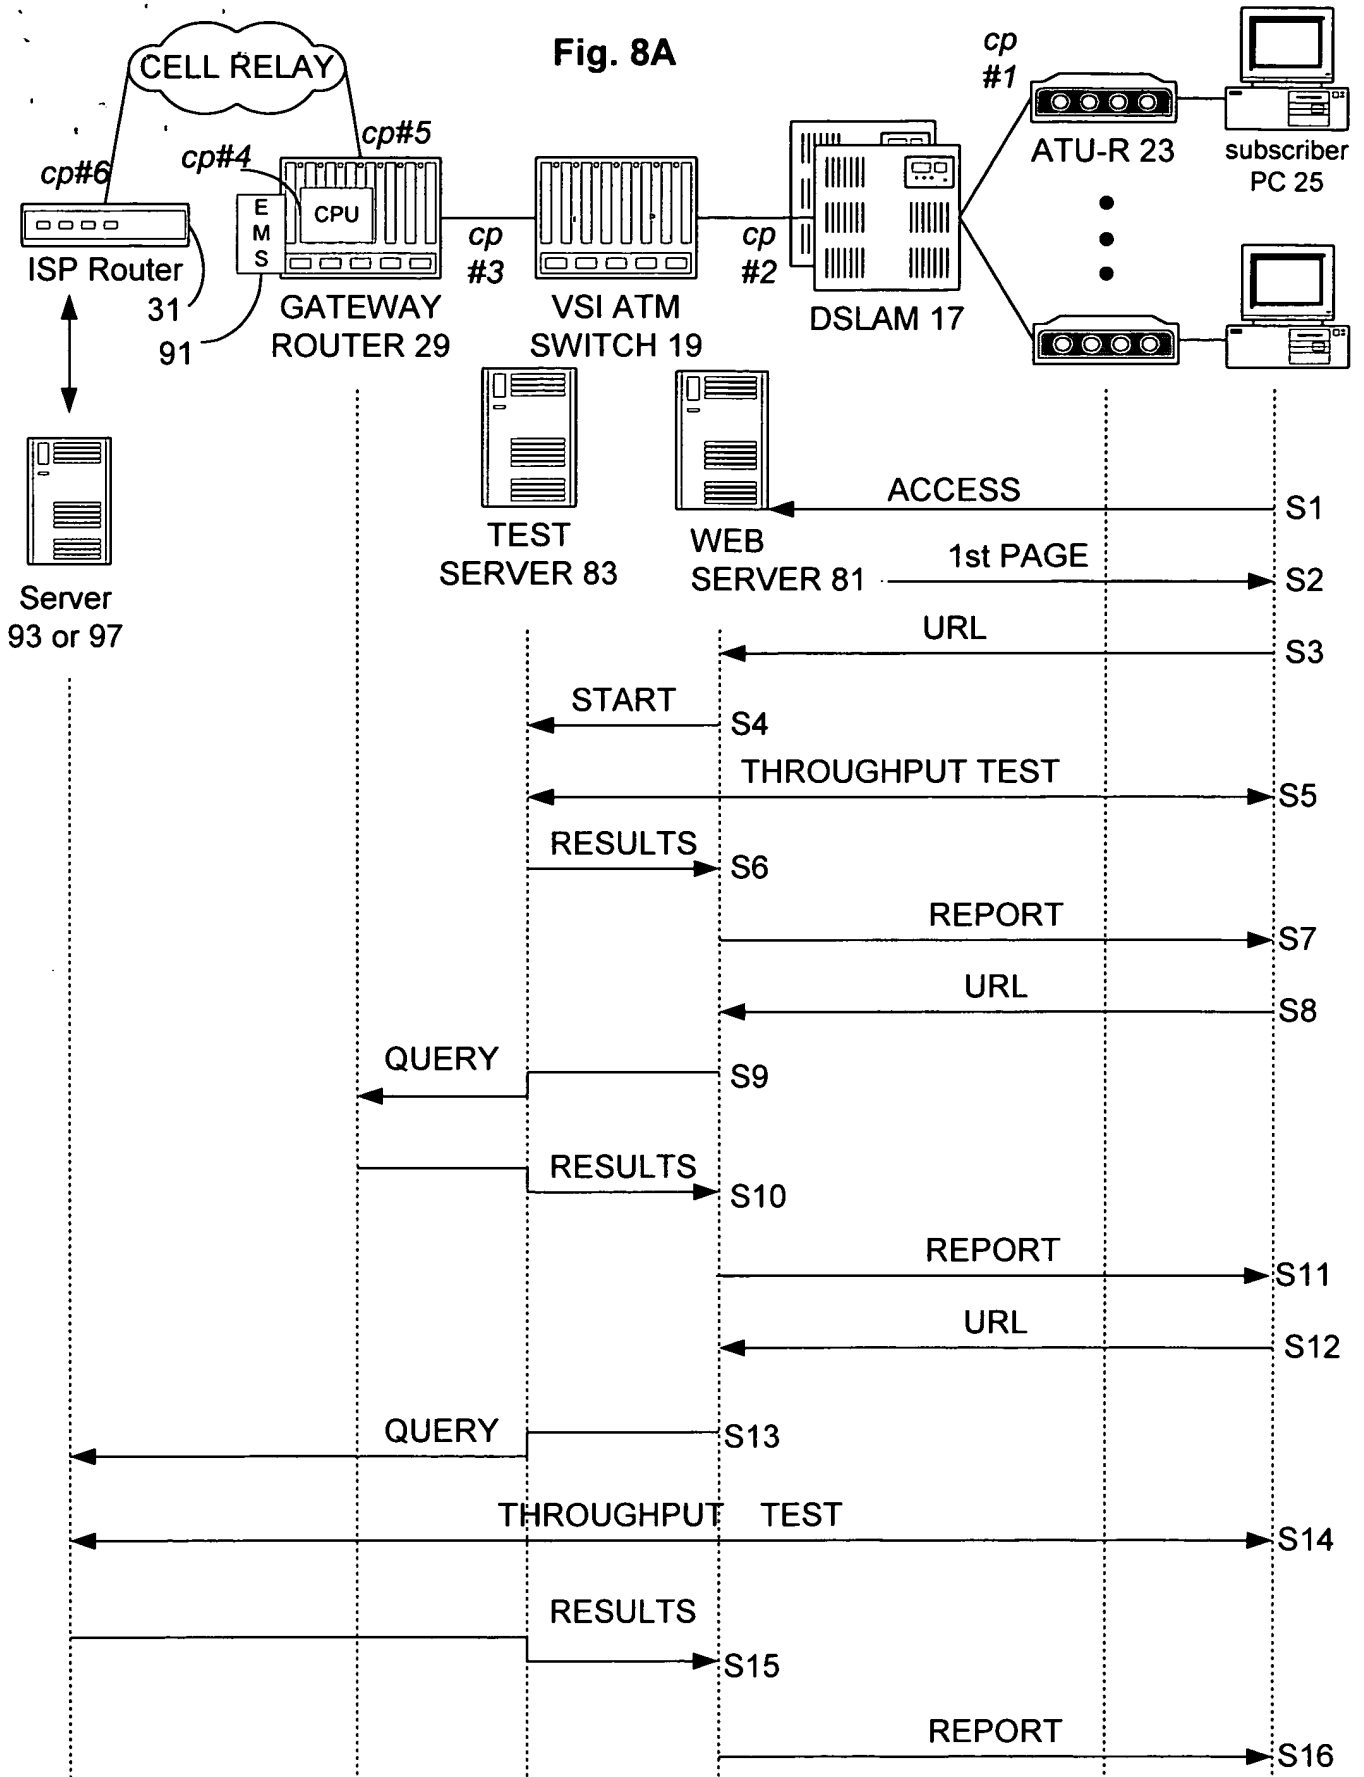 Fig. 8A
CELL RELAY
cp
#1
cp#5
cp#4
cp#6
ATU-R 23
subscriber
PC 25
E
M
S
CPU
cp
#3
cp
#2
ISP Router
31
91
GATEWAY
ROUTER 29
VSI ATM
SWITCH 19
DSLAM 17
TEST
SERVER 83
WEB
SERVER 81
Server
93 or 97
ACCESS
S1
1st PAGE
S2
URL
S3
START
S4
THROUGHPUT TEST
S5
RESULTS
S6
REPORT
S7
URL
S8
QUERY
S9
RESULTS
S10
REPORT
S11
URL
S12
QUERY
S13
THROUGHPUT TEST
S14
RESULTS
S15
REPORT
S16